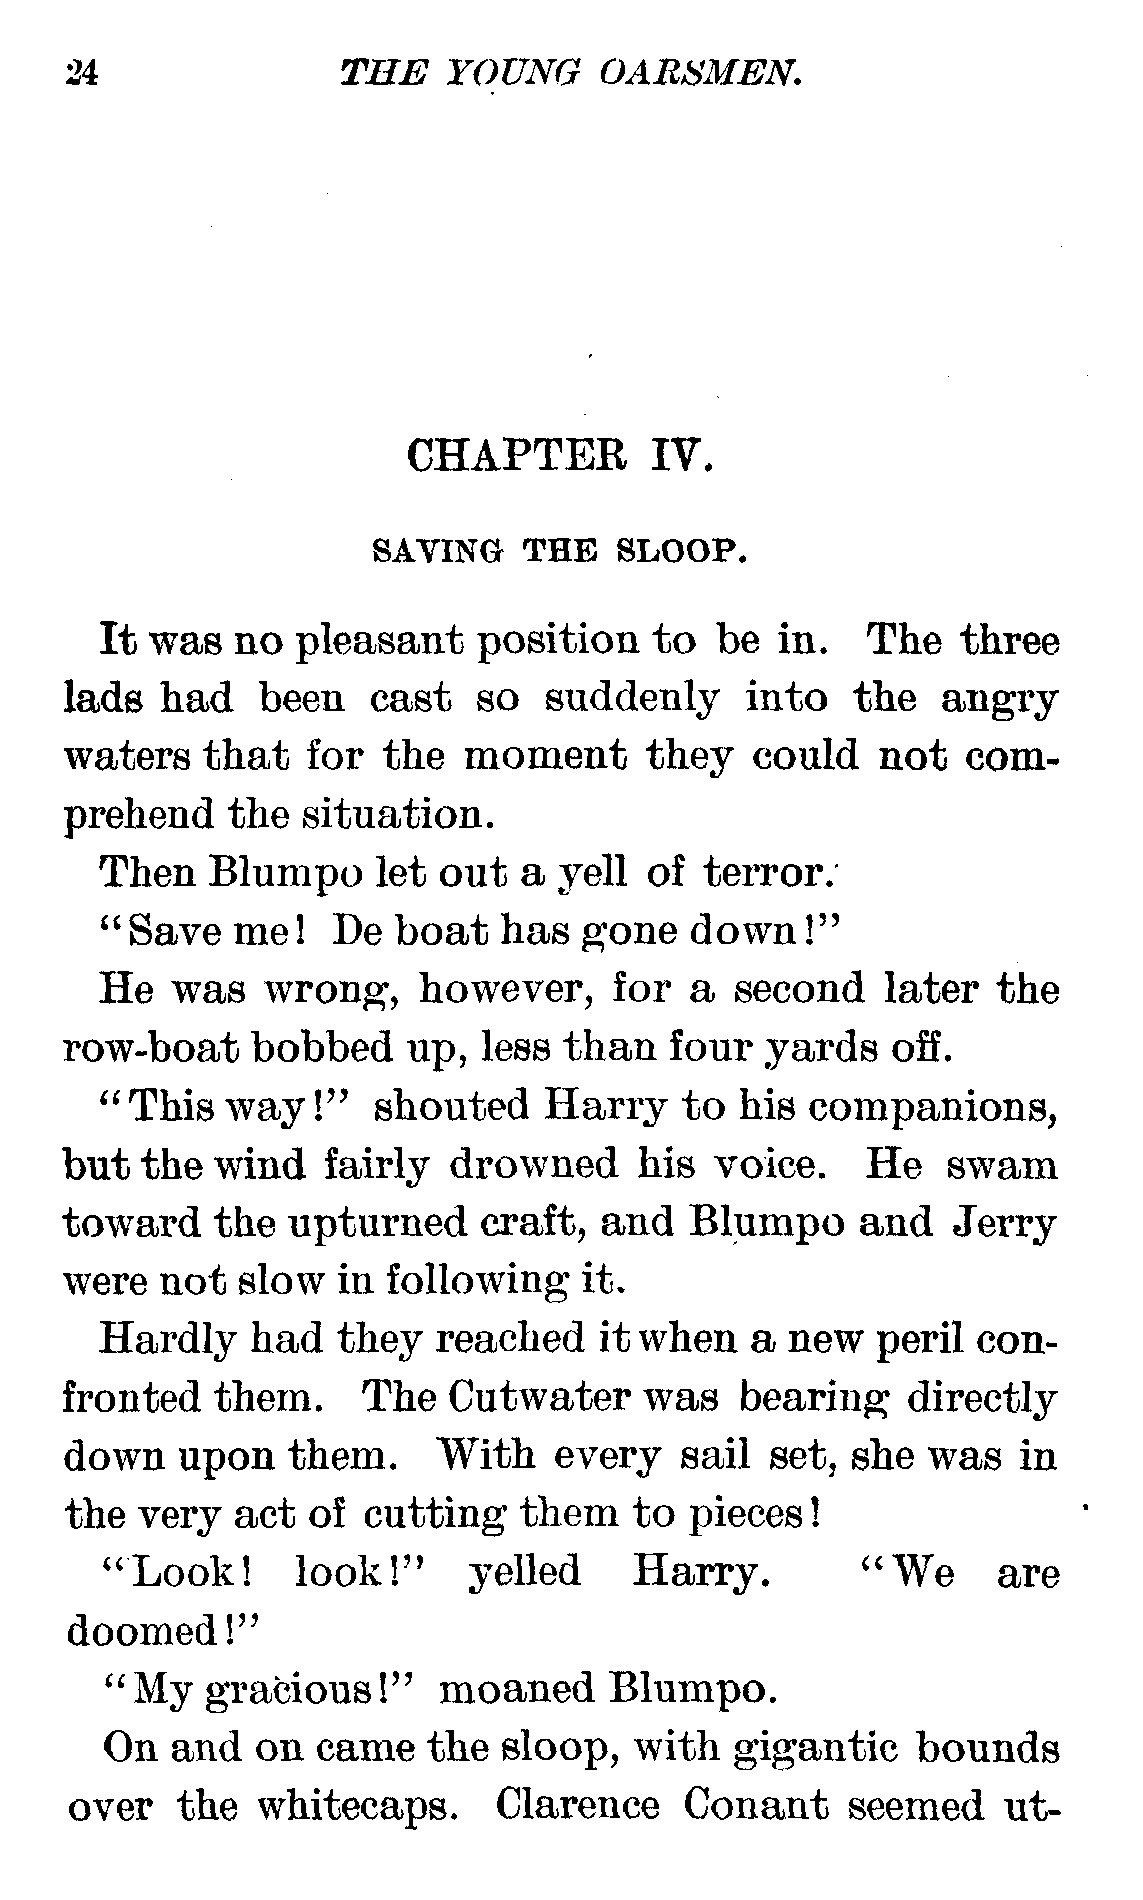 24 THE YOUNG OARSMEN.
CHAPTER IV.
SAVING THE SLOOP.
It was no pleasant position to be in. The three
lads had been cast so suddenly into the angry
waters that for the moment they could not com-
prehend the situation.
Then Blumpo let out a yell of terror.
“Save me! De boat has gone down!”
He was wrong, however, for a second later the
row-boat bobbed up, less than four yards off.
“This way!” shouted Harry to his companions,
but the wind fairly drowned his voice. He swam
toward the upturned craft, and Blumpo and Jerry
were not slow in following it.
Hardly had they reached it when a new peril con-
fronted them. The Cutwater was bearing directly
down upon them. With every sail set, she was in
the very act of cutting them to pieces!
“Look! look!” yelled Harry. “We are
doomed!”
“My gracious!” moaned Blumpo.
On and on came the sloop, with gigantic bounds
over the whitecaps. Clarence Conant seemed ut-